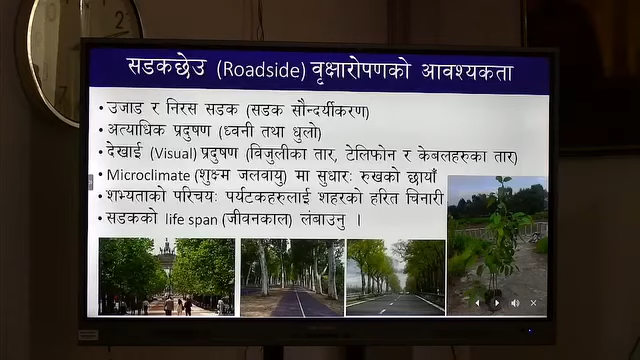 सडकछेउ (Roadside) वृक्षारोपणको आवश्यकता
• उजाड र निरस सडक (सडक सौन्दर्यीकरण)
• अत्याधिक प्रदुषण (ध्वनी तथा धुलो)
• देखाई (Visual) प्रदुषण (विजुलीका तार, टेलिफोन र केबलहरुका तार)
• Microclimate (शुक्ष्म जलवायु) मा सुधारः रुखको छायाँ
• शभ्यताको परिचयः पर्यटकहरुलाई शहरको हरित चिनारी
• सडकको life span (जीवनकाल) लंबाउनु ।